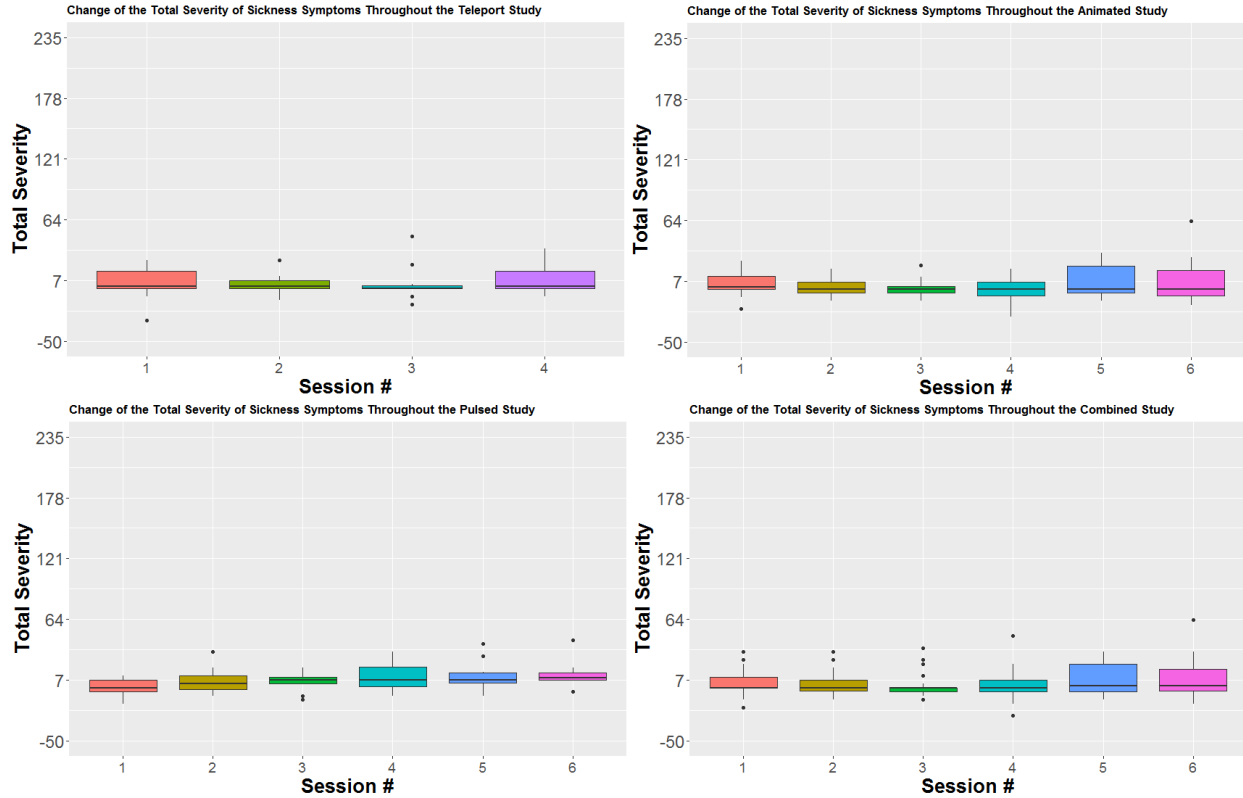 Change of the Total Severity of Sickness Symptoms Throughout the Teleport Study
Total Severity
235
178
121
64
7
-50
1 2 3 4
Session #
Change of the Total Severity of Sickness Symptoms Throughout the Animated Study
Total Severity
235
178
121
64
7
-50
1 2 3 4 5 6
Session #
Change of the Total Severity of Sickness Symptoms Throughout the Pulsed Study
Total Severity
235
178
121
64
7
-50
1 2 3 4 5 6
Session #
Change of the Total Severity of Sickness Symptoms Throughout the Combined Study
Total Severity
235
178
121
64
7
-50
1 2 3 4 5 6
Session #